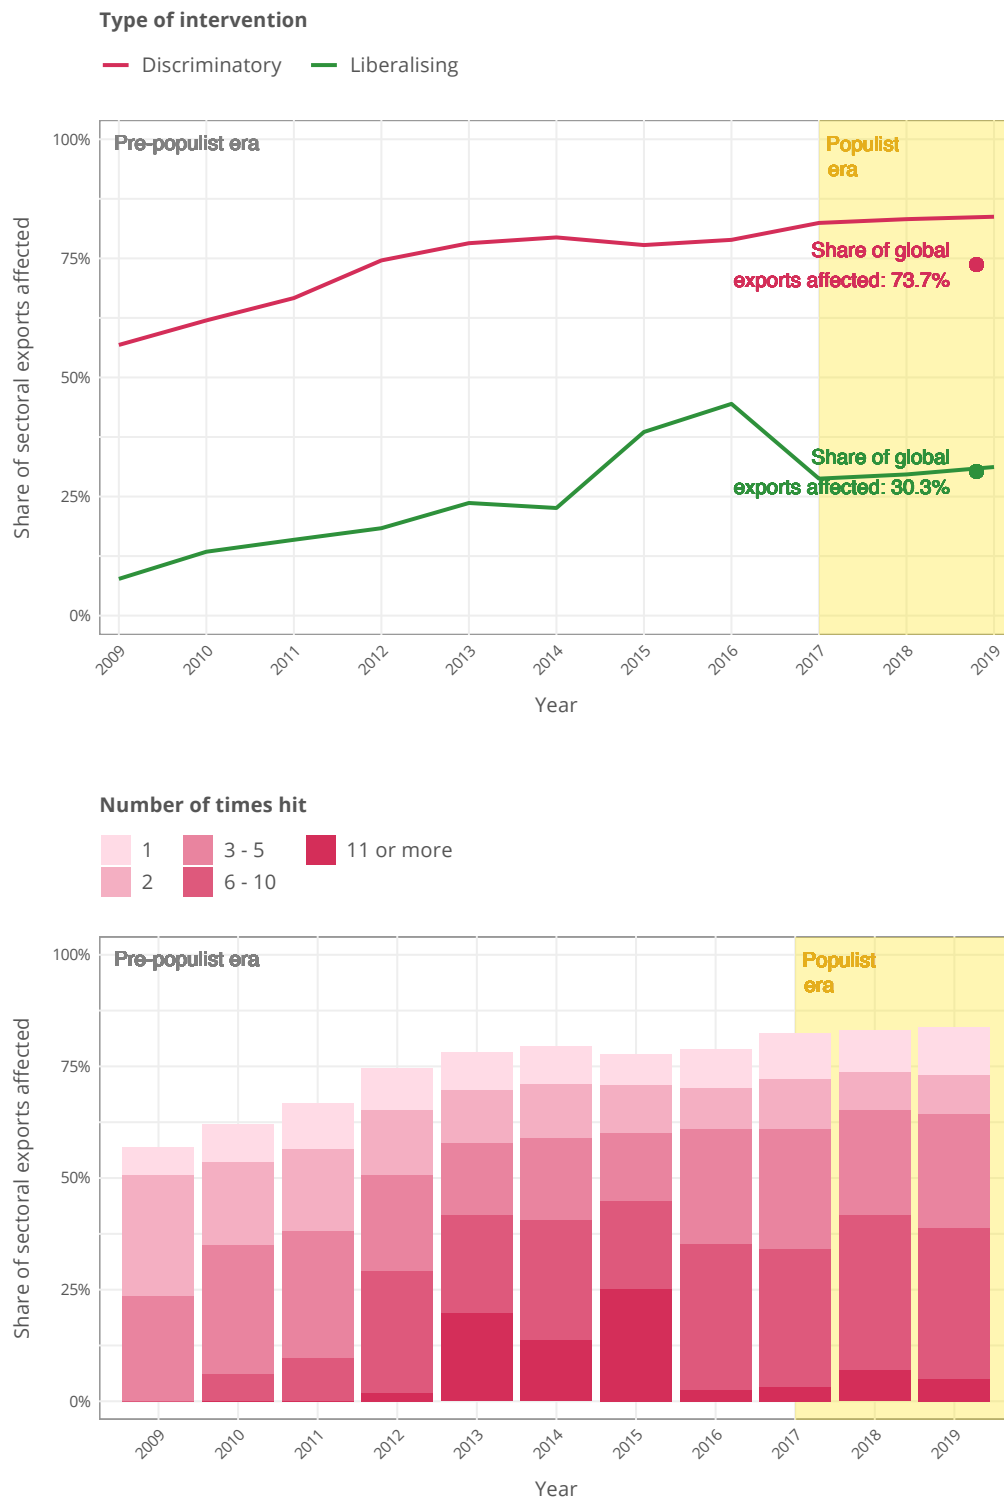 Type of intervention
Discriminatory Liberalising
Share of sectoral exports affected
100%
75%
50%
25%
0%
Pre-populist era
Populist
era
Share of global
exports affected: 73.7%
Share of global
exports affected: 30.3%
2009 2010 2011 2012 2013 2014 2015 2016 2017 2018 2019
Year
Number of times hit
1 3 - 5 11 or more
2 6 - 10
Share of sectoral exports affected
100%
75%
50%
25%
0%
Pre-populist era
Populist
era
2009 2010 2011 2012 2013 2014 2015 2016 2017 2018 2019
Year